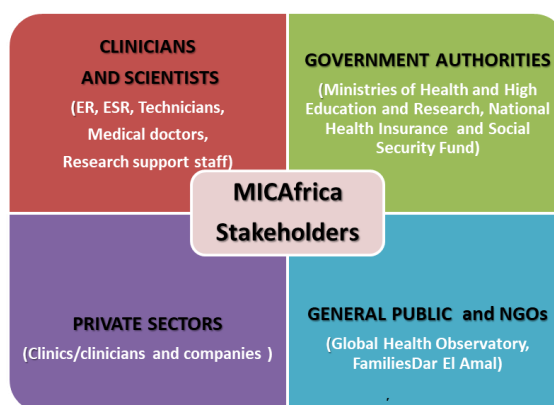 CLINICIANS
AND SCIENTISTS
(ER, ESR, Technicians,
Medical doctors,
Research support staff)
GOVERNMENT AUTHORITIES
(Ministries of Health and High
Education and Research, National
Health Insurance and Social
Security Fund)
MICAfrica
Stakeholders
PRIVATE SECTORS
(Clinics/clinicians and companies )
GENERAL PUBLIC and NGOs
(Global Health Observatory,
FamiliesDar El Amal)
,